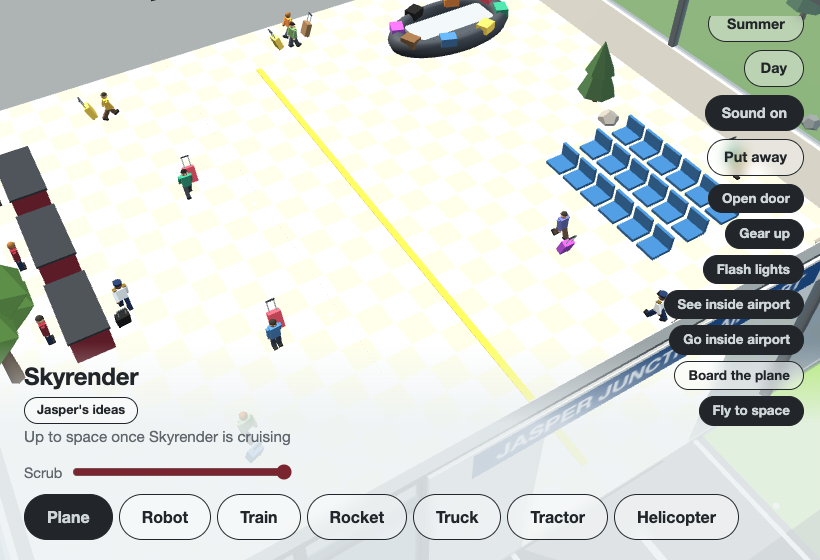 Summer
Day
Sound on
Put away
Open door
Gear up
Flash lights
See inside airport
Go inside airport
Board the plane
Fly to space
JASPER JUNCTI
Skyrender
Jasper's ideas
Up to space once Skyrender is cruising
Scrub
Plane
Robot
Train
Rocket
Truck
Tractor
Helicopter